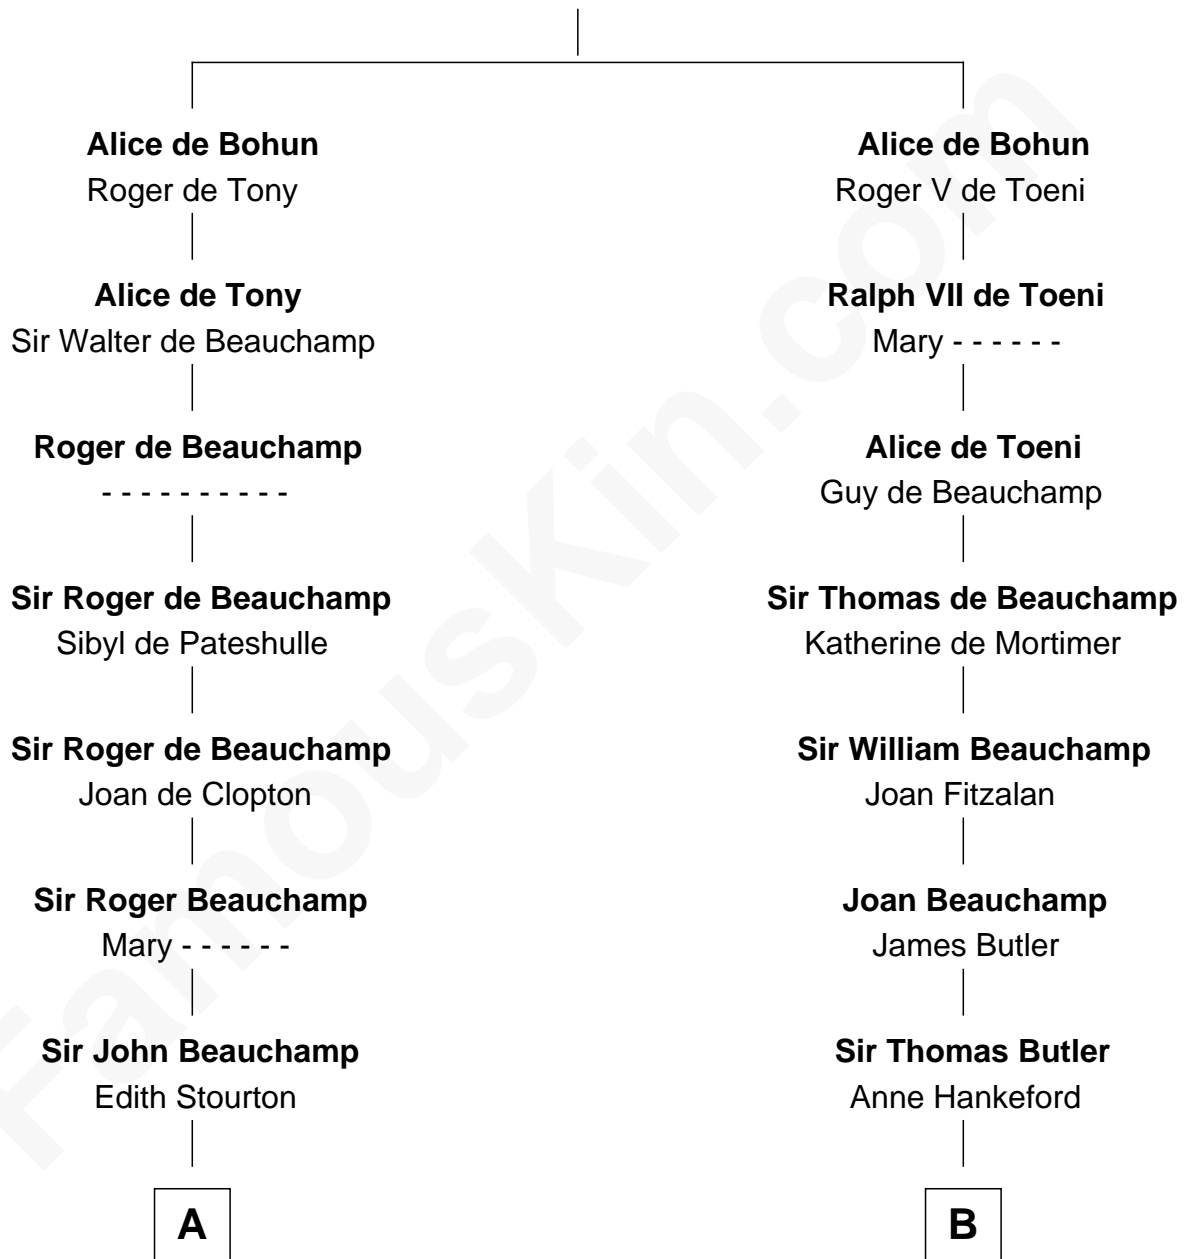 Alice de Bohun
Roger de Tony
Alice de Tony
Sir Walter de Beauchamp
Roger de Beauchamp
- - - - - - - - - -
Sir Roger de Beauchamp
Sibyl de Pateshulle
Sir Roger de Beauchamp
Joan de Clopton
Sir Roger Beauchamp
Mary - - - - - -
Sir John Beauchamp
Edith Stourton
A
Alice de Bohun
Roger V de Toeni
Ralph VII de Toeni
Mary - - - - - -
Alice de Toeni
Guy de Beauchamp
Sir Thomas de Beauchamp
Katherine de Mortimer
Sir William Beauchamp
Joan Fitzalan
Joan Beauchamp
James Butler
Sir Thomas Butler
Anne Hankeford
B
FamousKin.com